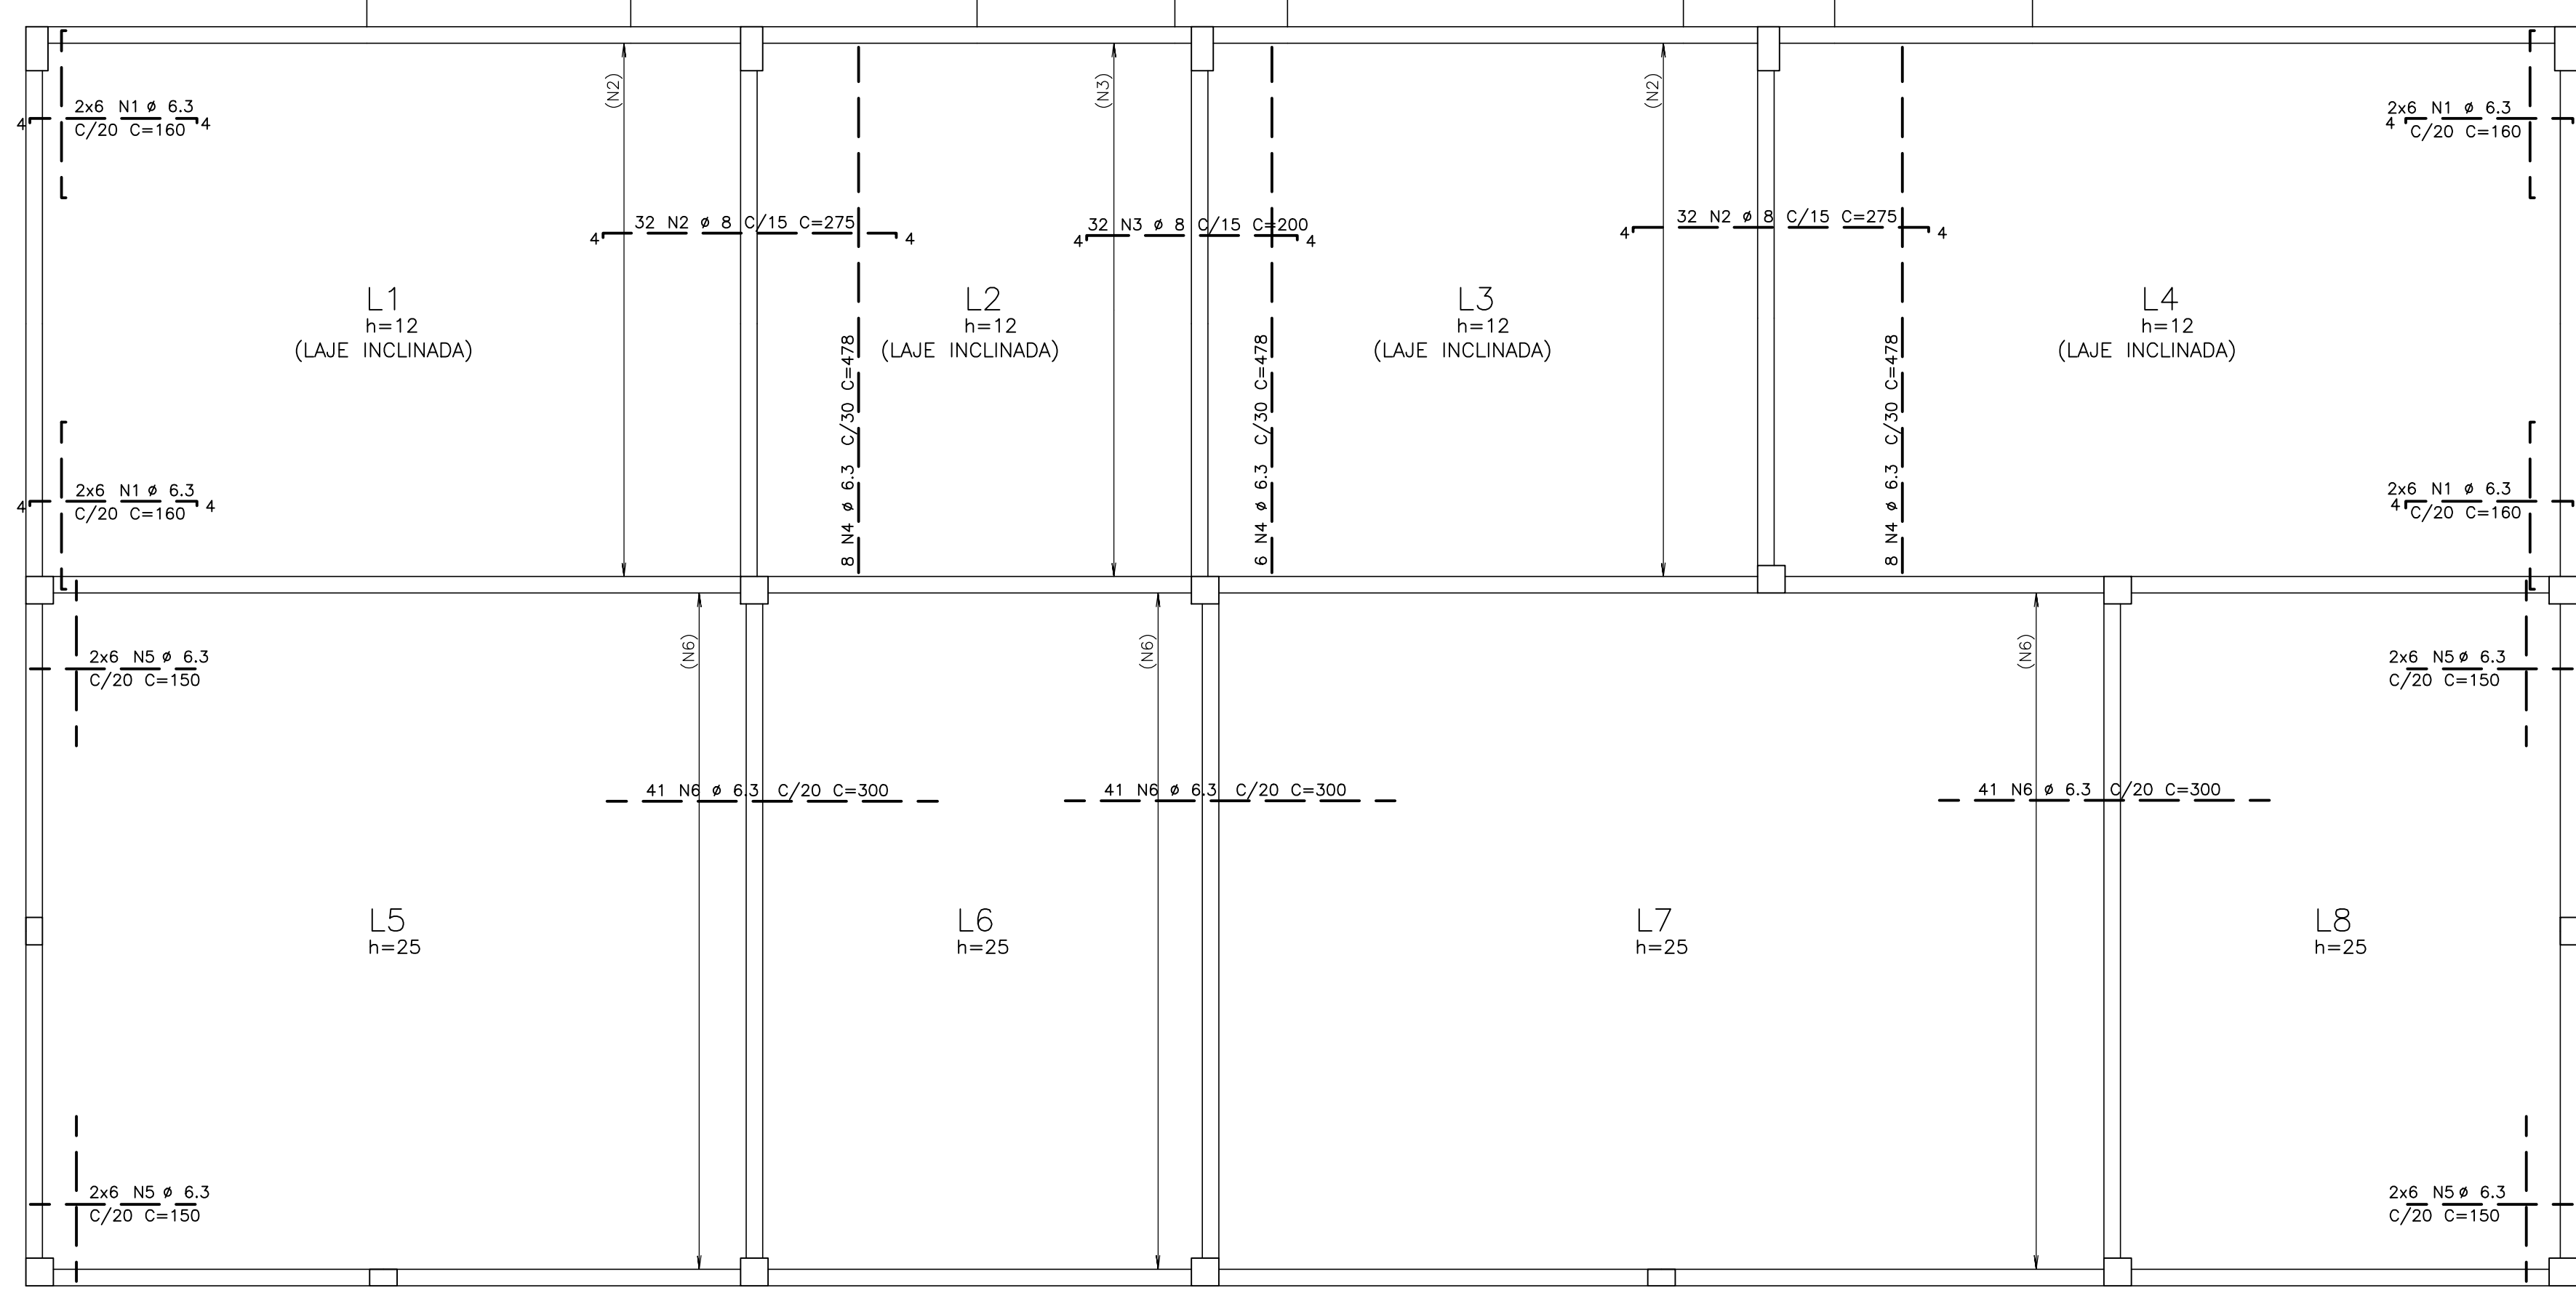 (N2)
(N3)
(N2)
2x6 N1 ø 6.3
4 C/20 C=160 4
2x6 N1 ø 6.3
4 C/20 C=160
32 N2 ø 8 C/15 C=275
4 4
32 N3 ø 8 C/15 C=200
4 4
32 N2 ø 8 C/15 C=275
4 4
L1
h=12
(LAJE INCLINADA)
L2
h=12
(LAJE INCLINADA)
L3
h=12
(LAJE INCLINADA)
L4
h=12
(LAJE INCLINADA)
8 N4 ø 6.3 C/30 C=478
6 N4 ø 6.3 C/30 C=478
8 N4 ø 6.3 C/30 C=478
2x6 N1 ø 6.3
4 C/20 C=160 4
2x6 N1 ø 6.3
4 C/20 C=160
(N6)
(N6)
(N6)
2x6 N5 ø 6.3
C/20 C=150
2x6 N5 ø 6.3
C/20 C=150
41 N6 ø 6.3 C/20 C=300
41 N6 ø 6.3 C/20 C=300
41 N6 ø 6.3 C/20 C=300
L5
h=25
L6
h=25
L7
h=25
L8
h=25
2x6 N5 ø 6.3
C/20 C=150
2x6 N5 ø 6.3
C/20 C=150